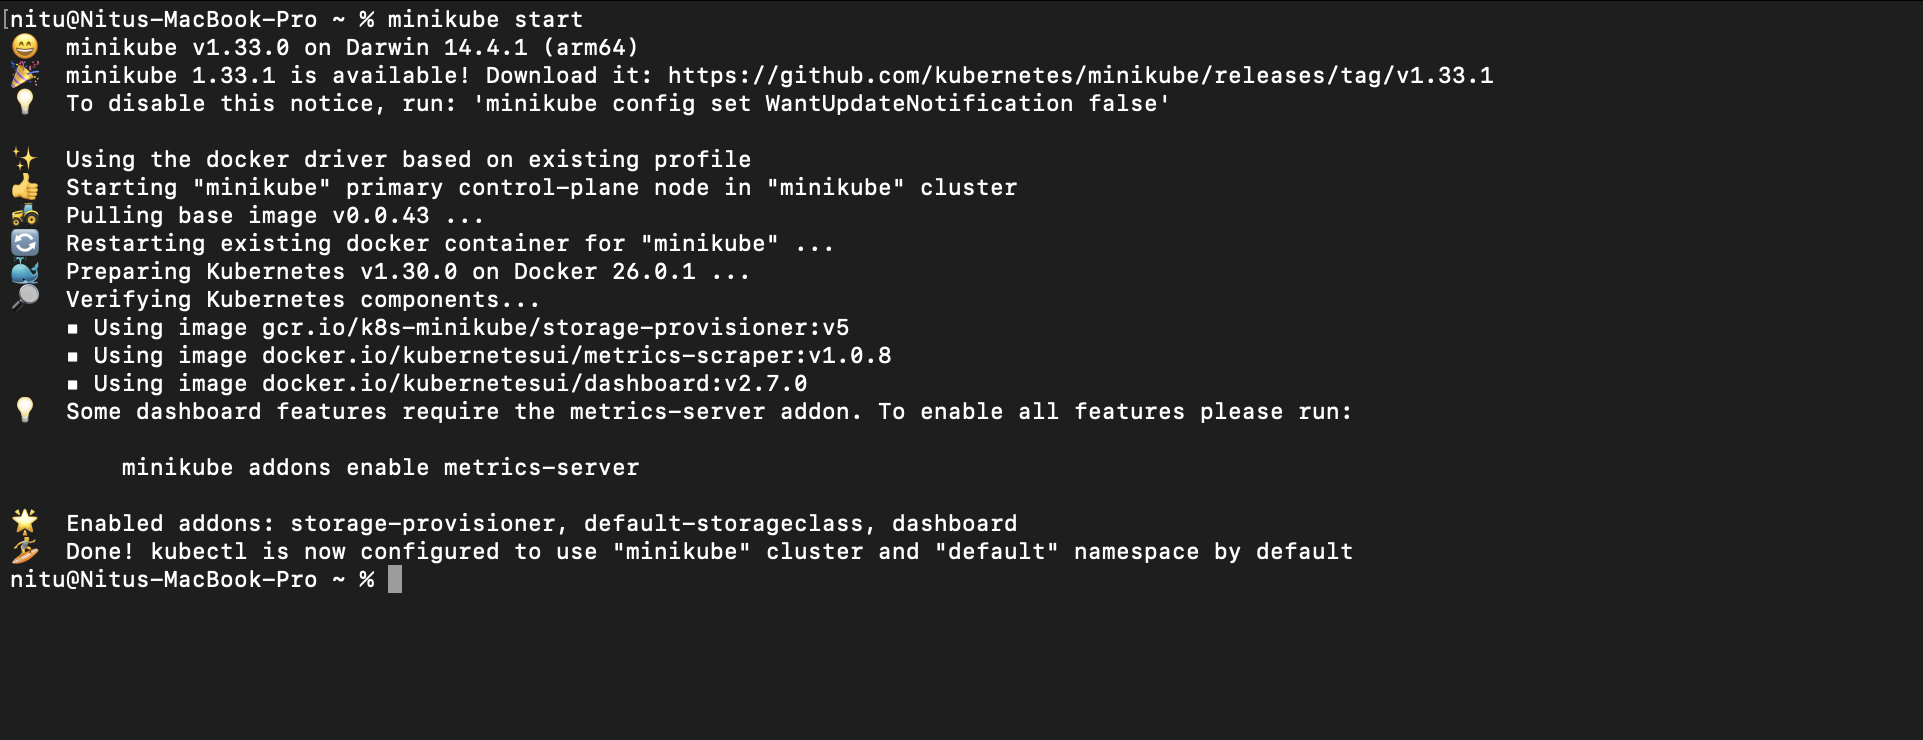 [nitu@Nitus-MacBook-Pro ~ % minikube start
😄  minikube v1.33.0 on Darwin 14.4.1 (arm64)
🎉  minikube 1.33.1 is available! Download it: https://github.com/kubernetes/minikube/releases/tag/v1.33.1
💡  To disable this notice, run: 'minikube config set WantUpdateNotification false'

✨  Using the docker driver based on existing profile
👍  Starting "minikube" primary control-plane node in "minikube" cluster
🚜  Pulling base image v0.0.43 ...
🔄  Restarting existing docker container for "minikube" ...
🐳  Preparing Kubernetes v1.30.0 on Docker 26.0.1 ...
🔎  Verifying Kubernetes components...
    ▪ Using image gcr.io/k8s-minikube/storage-provisioner:v5
    ▪ Using image docker.io/kubernetesui/metrics-scraper:v1.0.8
    ▪ Using image docker.io/kubernetesui/dashboard:v2.7.0
💡  Some dashboard features require the metrics-server addon. To enable all features please run:

        minikube addons enable metrics-server

🌟  Enabled addons: storage-provisioner, default-storageclass, dashboard
🏄  Done! kubectl is now configured to use "minikube" cluster and "default" namespace by default
nitu@Nitus-MacBook-Pro ~ %